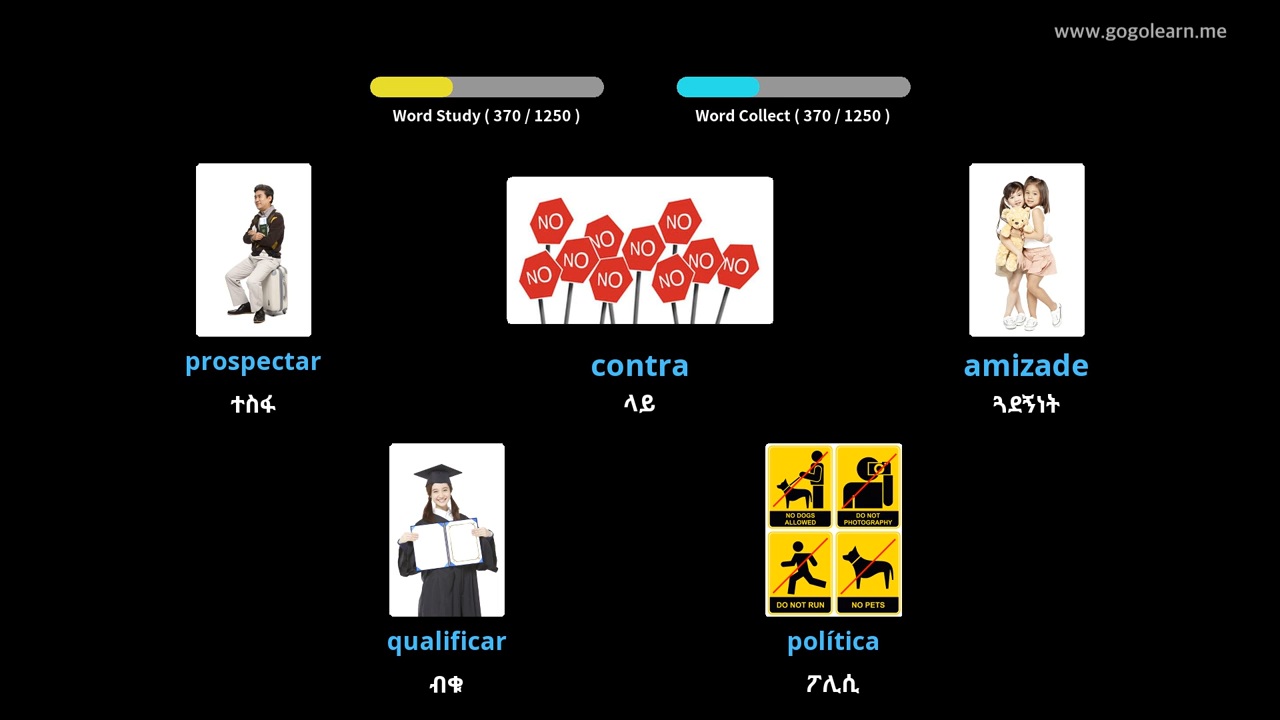 www.gogolearn.me
Word Study ( 370 / 1250 )
Word Collect ( 370 / 1250 )
NO NO NO NO NO NO NO NO NO NO
prospectar
ተስፋ
contra
ላይ
amizade
ጓደኝነት
NO DOGS ALLOWED
DO NOT PHOTOGRAPHY
DO NOT RUN
NO PETS
qualificar
ብቁ
política
ፖሊሲ